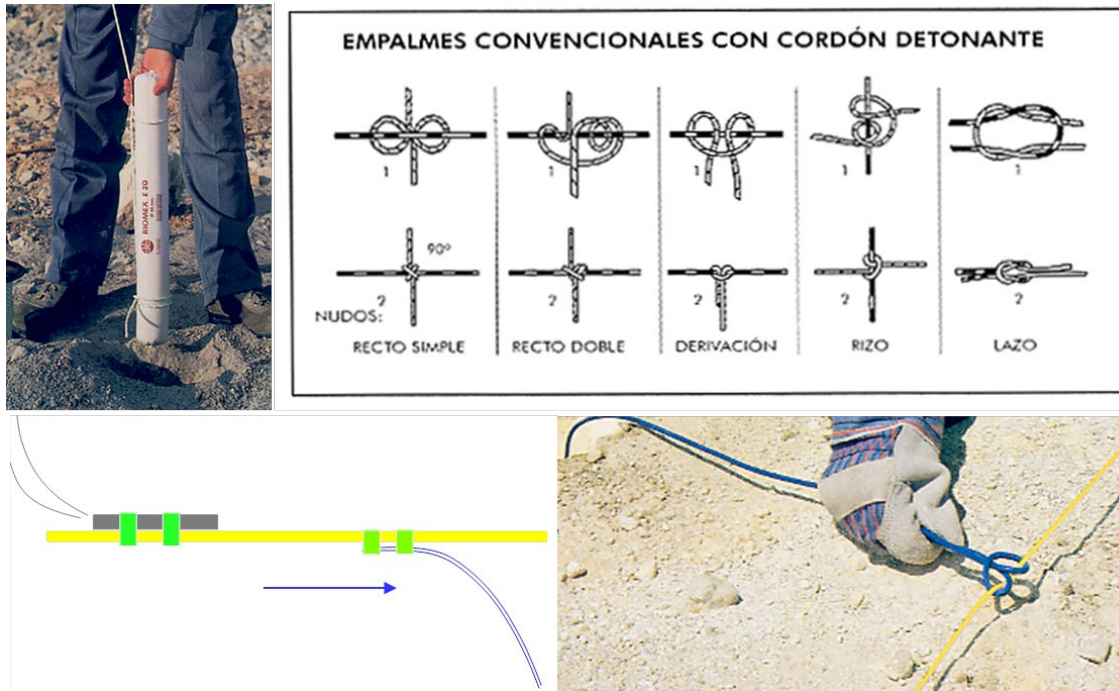 RIOMEX E 20
EMPALMES CONVENCIONALES CON CORDÓN DETONANTE
1 1 1 1 1
90º
2 2 2 2 2
NUDOS:
RECTO SIMPLE RECTO DOBLE DERIVACIÓN RIZO LAZO